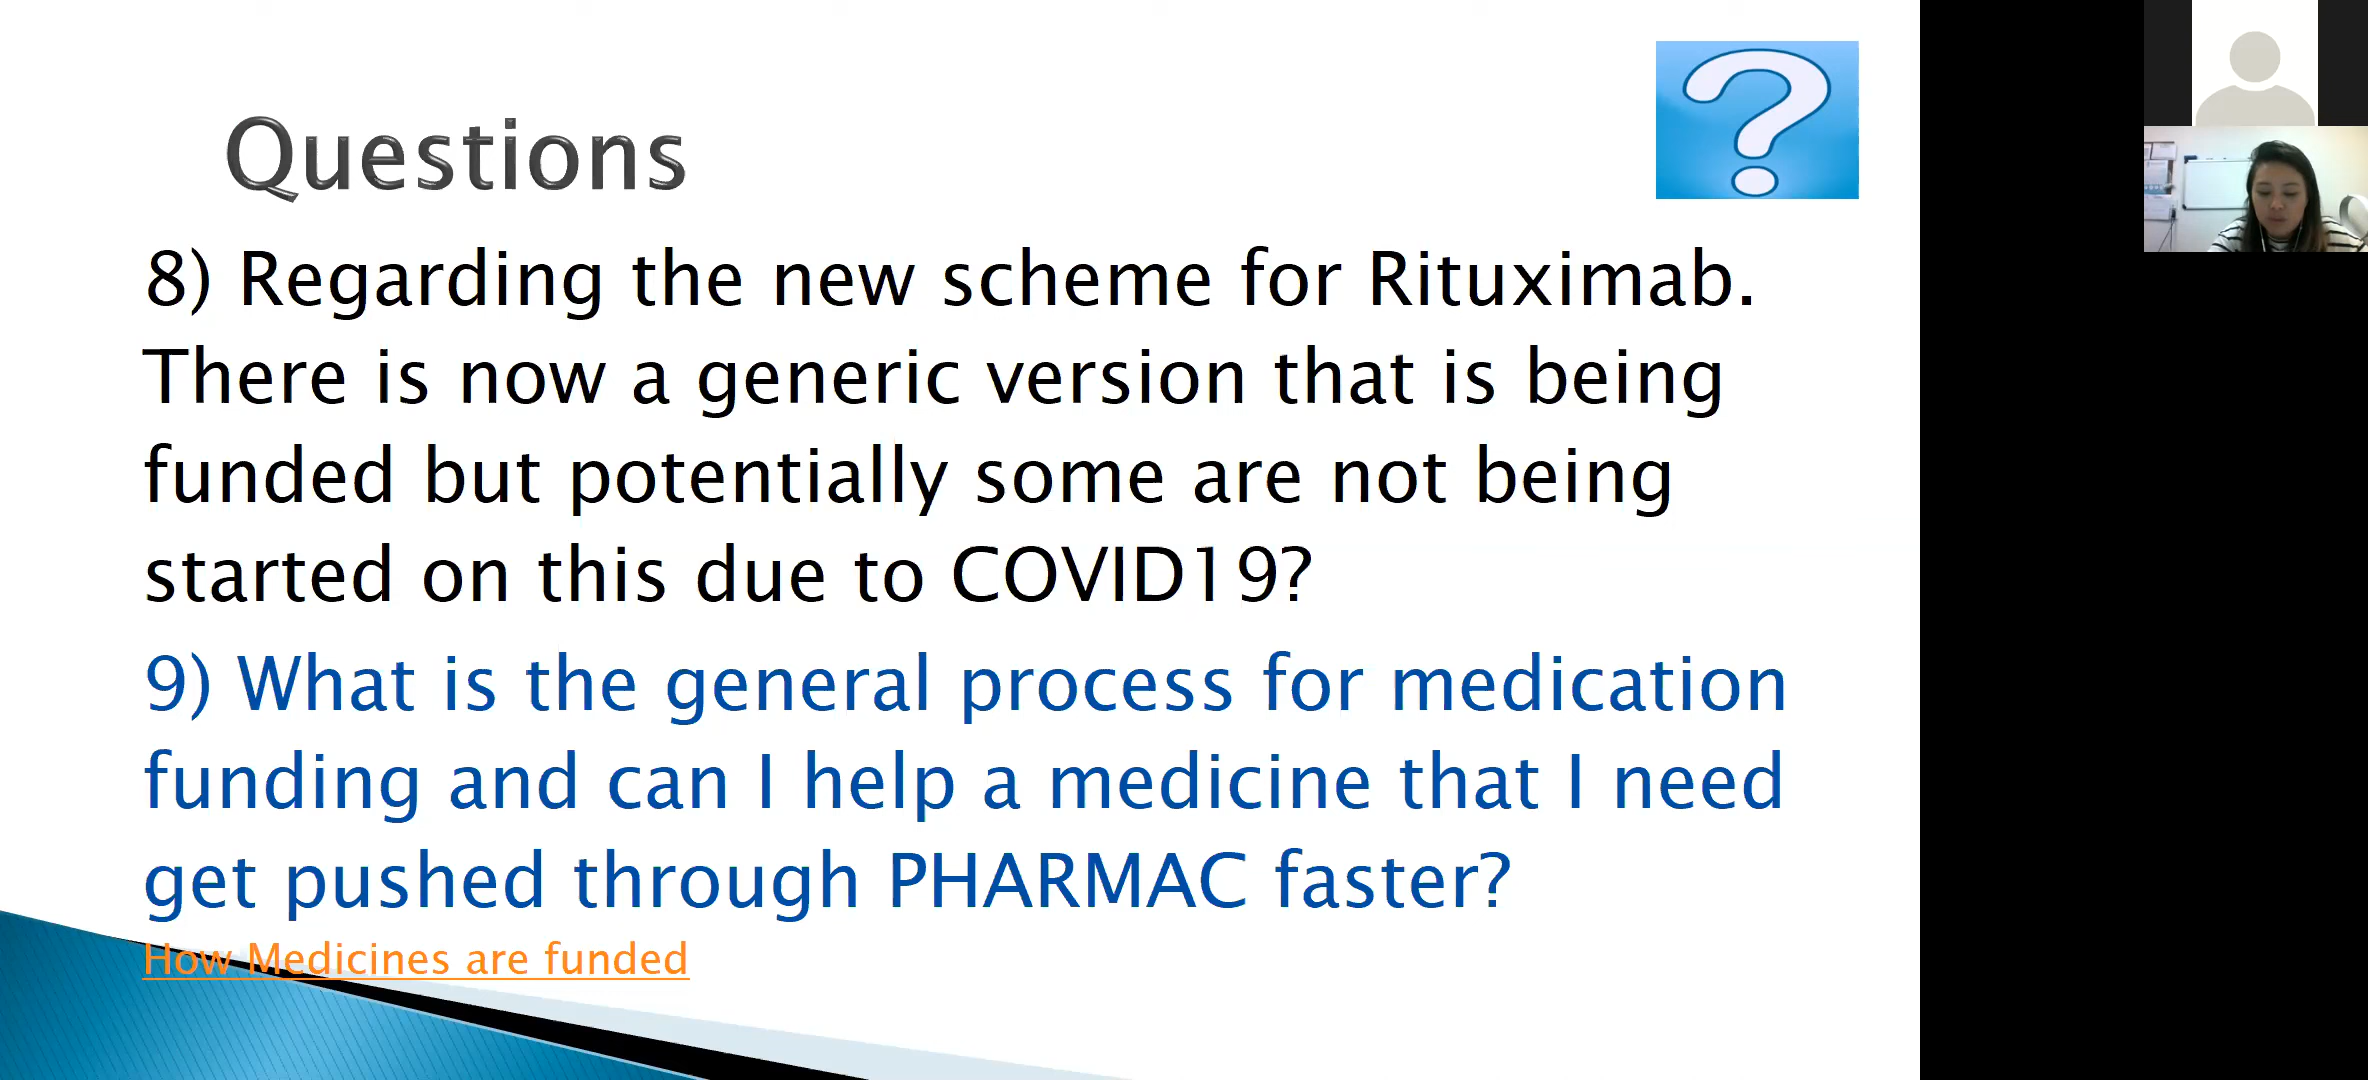 Questions
8) Regarding the new scheme for Rituximab.
There is now a generic version that is being
funded but potentially some are not being
started on this due to COVID19?
9) What is the general process for medication
funding and can I help a medicine that I need
get pushed through PHARMAC faster?
How Medicines are funded